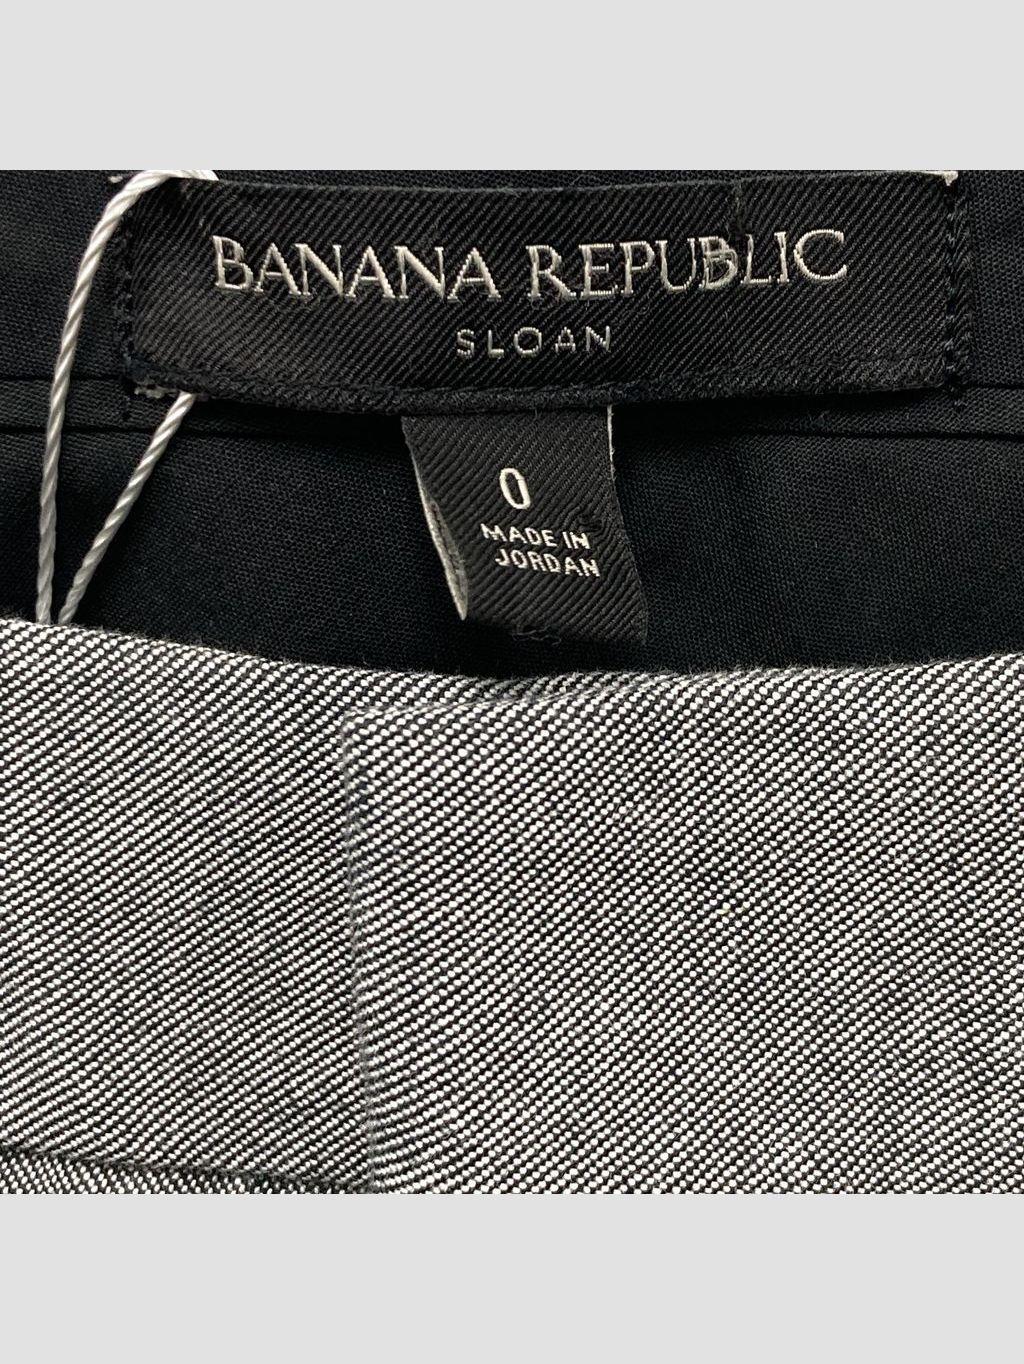 BANANA REPUBLIC
SLOAN
0
MADE IN
JORDAN